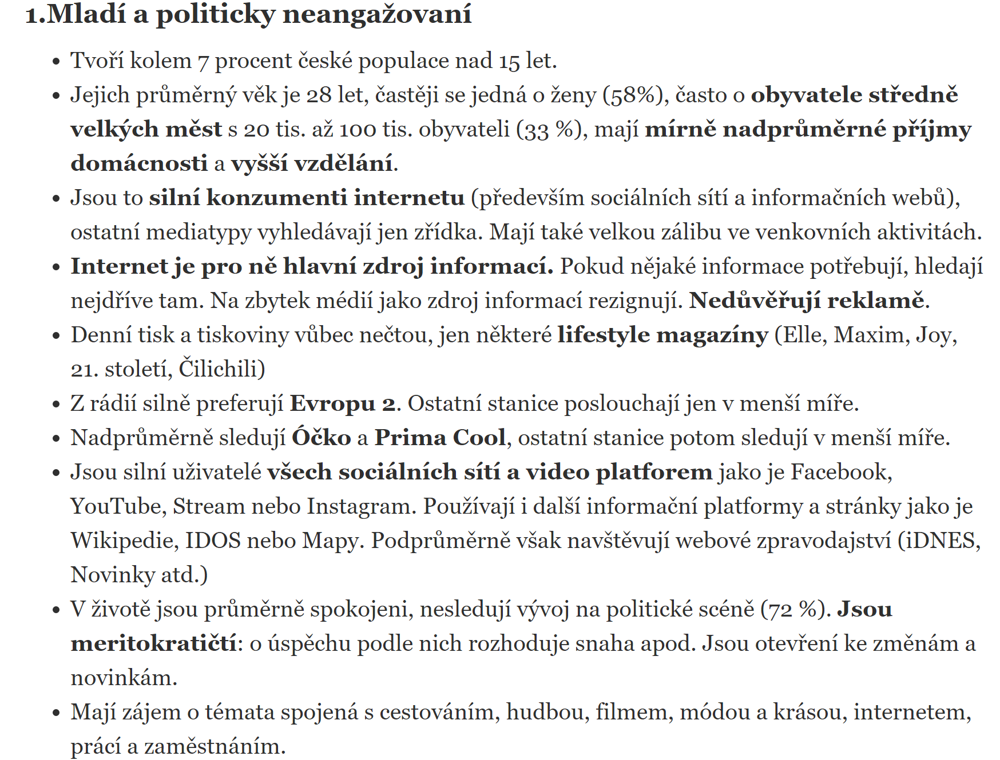 1.Mladí a politicky neangažovaní
• Tvoří kolem 7 procent české populace nad 15 let.
• Jejich průměrný věk je 28 let, častěji se jedná o ženy (58%), často o obyvatele středně
velkých měst s 20 tis. až 100 tis. obyvateli (33 %), mají mírně nadprůměrné příjmy
domácnosti a vyšší vzdělání.
• Jsou to silní konzumenti internetu (především sociálních sítí a informačních webů),
ostatní mediatypy vyhledávají jen zřídka. Mají také velkou zálibu ve venkovních aktivitách.
• Internet je pro ně hlavní zdroj informací. Pokud nějaké informace potřebují, hledají
nejdříve tam. Na zbytek médií jako zdroj informací rezignují. Nedůvěřují reklamě.
• Denní tisk a tiskoviny vůbec nečtou, jen některé lifestyle magazíny (Elle, Maxim, Joy,
21. století, Čilichili)
• Z rádií silně preferují Evropu 2. Ostatní stanice poslouchají jen v menší míře.
• Nadprůměrně sledují Óčko a Prima Cool, ostatní stanice potom sledují v menší míře.
• Jsou silní uživatelé všech sociálních sítí a video platforem jako je Facebook,
YouTube, Stream nebo Instagram. Používají i další informační platformy a stránky jako je
Wikipedie, IDOS nebo Mapy. Podprůměrně však navštěvují webové zpravodajství (iDNES,
Novinky atd.)
• V životě jsou průměrně spokojeni, nesledují vývoj na politické scéně (72 %). Jsou
meritokratičtí: o úspěchu podle nich rozhoduje snaha apod. Jsou otevření ke změnám a
novinkám.
• Mají zájem o témata spojená s cestováním, hudbou, filmem, módou a krásou, internetem,
prácí a zaměstnáním.